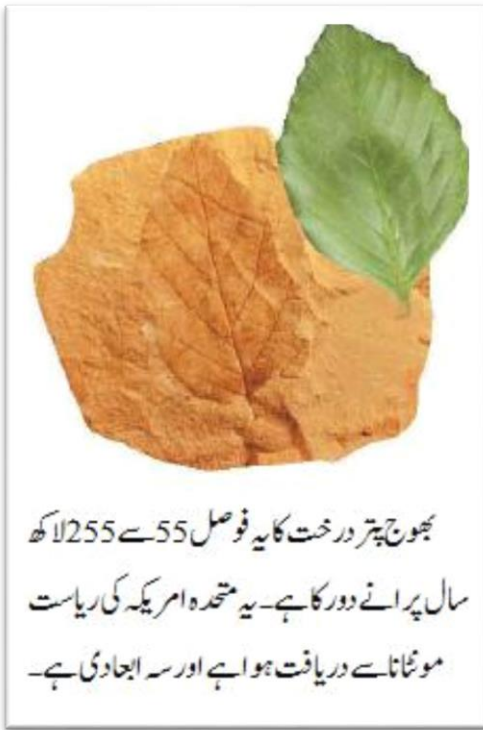 بھوج پتر درخت کا یہ فوصل 55 سے 255 لاکھ
سال پرانے دور کا ہے۔ یہ متحدہ امریکہ کی ریاست
مونٹانا سے دریافت ہوا ہے اور سہ ابعادی ہے۔